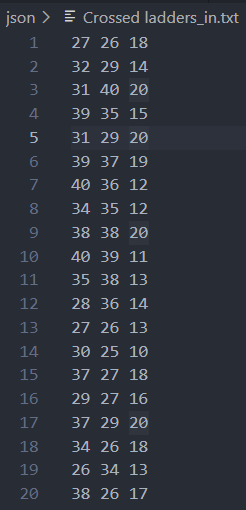 json > Crossed ladders_in.txt
1 27 26 18
2 32 29 14
3 31 40 20
4 39 35 15
5 31 29 20
6 39 37 19
7 40 36 12
8 34 35 12
9 38 38 20
10 40 39 11
11 35 38 13
12 28 36 14
13 27 26 13
14 30 25 10
15 37 27 18
16 29 27 16
17 37 29 20
18 34 26 18
19 26 34 13
20 38 26 17